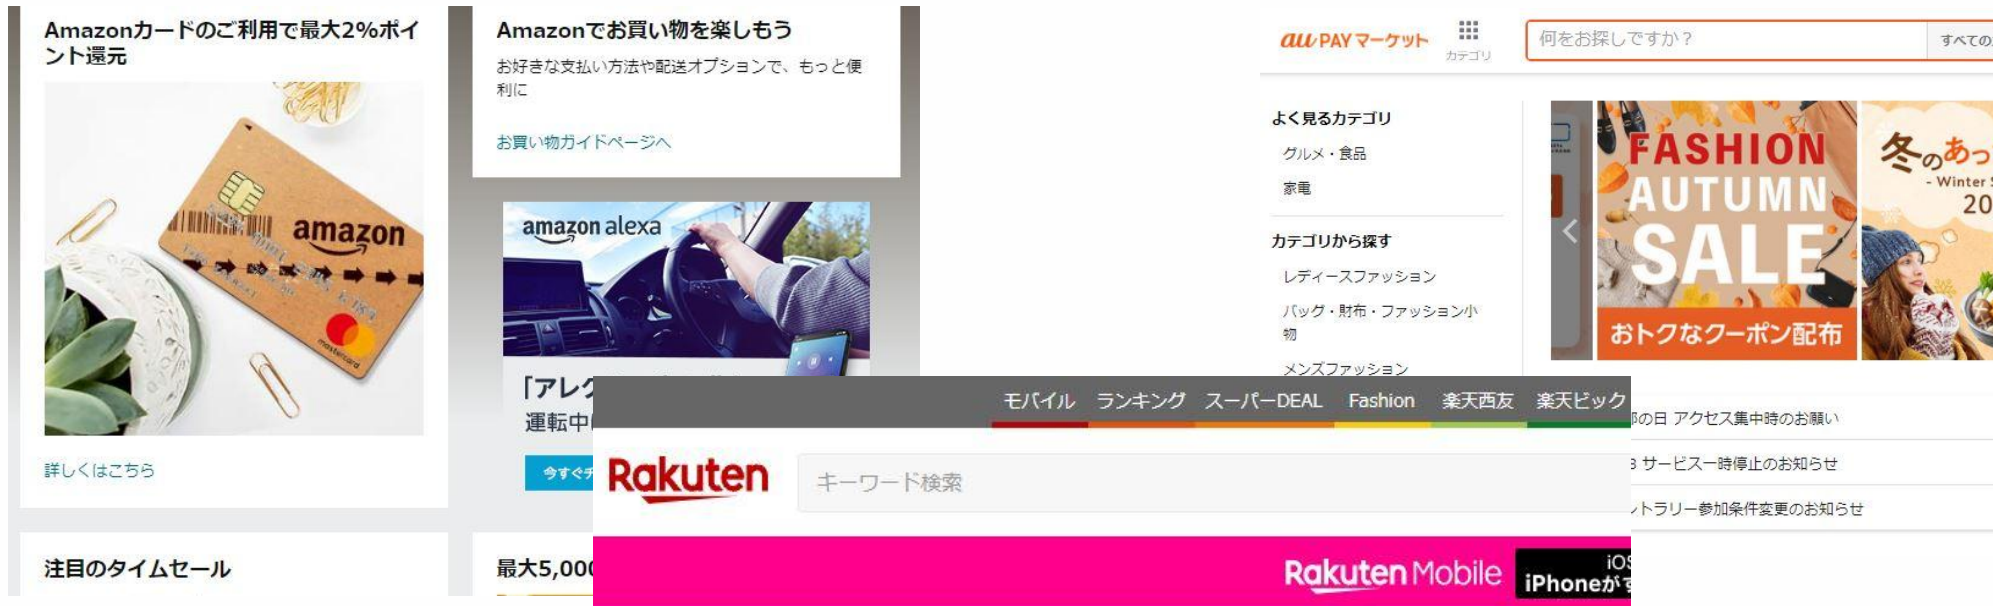 Amazonカードのご利用で最大2%ポイ
ント還元
amazon
mastercard
詳しくはこちら
注目のタイムセール
Amazonでお買い物を楽しもう
お好きな支払い方法や配送オプションで、もっと便
利に
お買い物ガイドページへ
amazon alexa
「アレク
運転中
今すぐチ
最大5,000
au PAY マーケット
カテゴリ
何をお探しですか？
すべての
よく見るカテゴリ
グルメ・食品
家電
カテゴリから探す
レディースファッション
バッグ・財布・ファッション小
物
メンズファッション
FASHION
AUTUMN
SALE
おトクなクーポン配布
冬のあっ
- Winter S
20
の日 アクセス集中時のお願い
サービス一時停止のお知らせ
ントラリー参加条件変更のお知らせ
モバイル ランキング スーパーDEAL Fashion 楽天西友 楽天ビック
Rakuten
キーワード検索
Rakuten Mobile
iOS
iPhoneがす